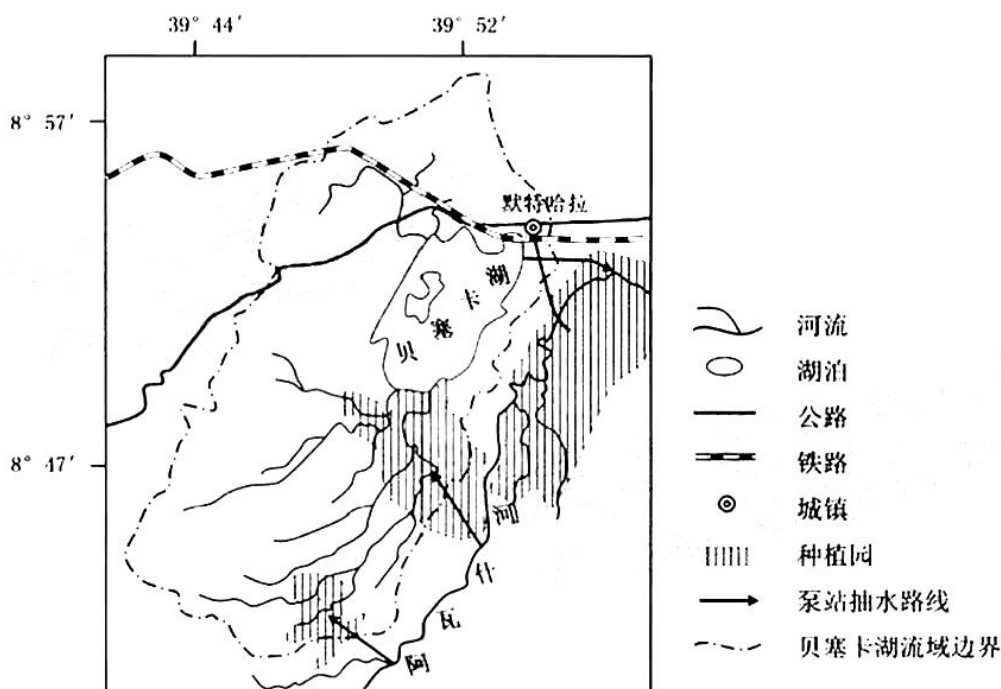 39° 44′ 39° 52′
8° 57′
默特哈拉
贝塞卡湖
8° 47′
阿瓦什河
河流
湖泊
公路
铁路
城镇
种植园
泵站抽水路线
贝塞卡湖流域边界